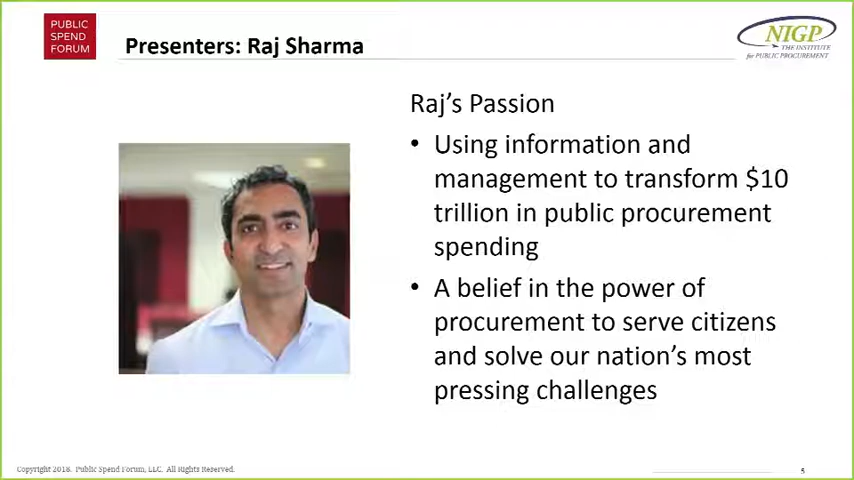 PUBLIC
SPEND
FORUM
Presenters: Raj Sharma
NIGP
THE INSTITUTE
for PUBLIC PROCUREMENT
Raj’s Passion
• Using information and
management to transform $10
trillion in public procurement
spending
• A belief in the power of
procurement to serve citizens
and solve our nation’s most
pressing challenges
Copyright 2018. Public Spend Forum, LLC. All Rights Reserved.
5